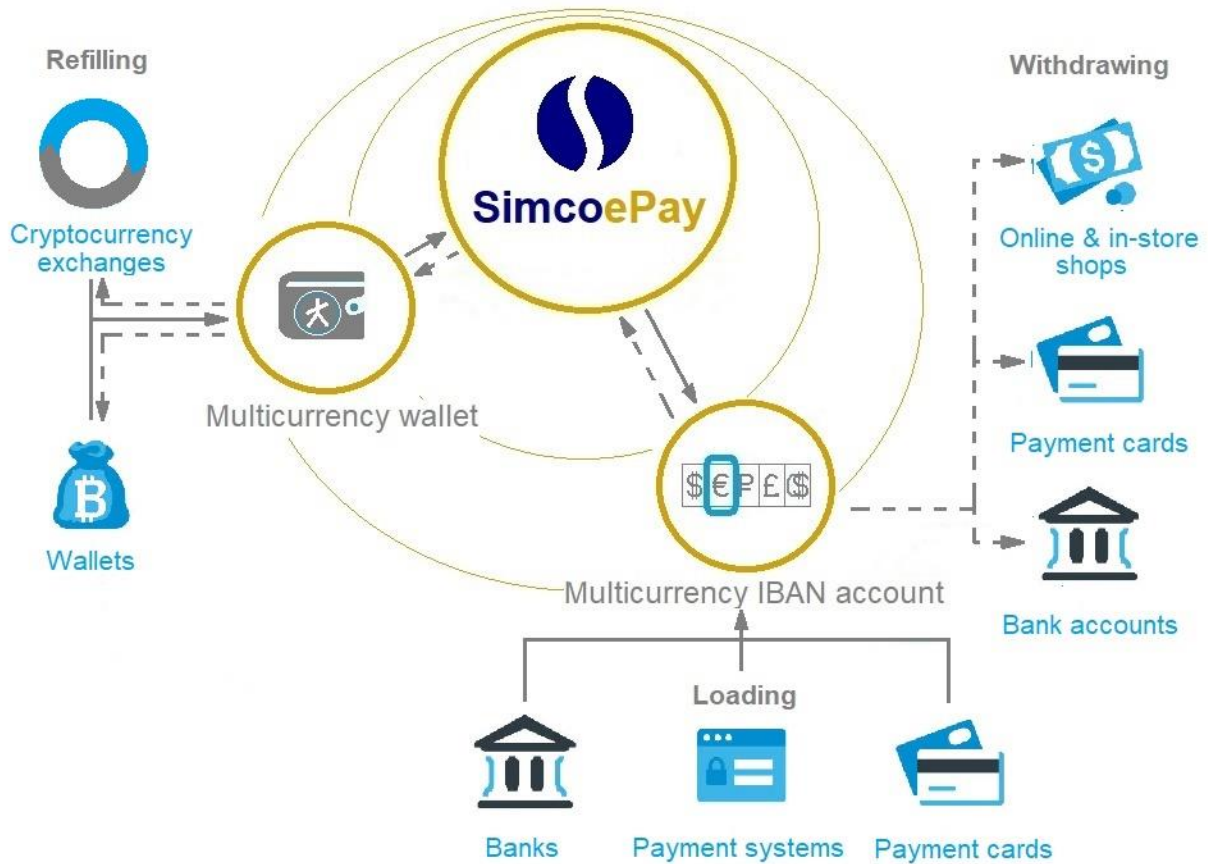 Refilling
Cryptocurrency
exchanges
Wallets
Multicurrency wallet
SimcoePay
$ € ₽ £ ($
Multicurrency IBAN account
Withdrawing
$
Online & in-store
shops
Payment cards
Bank accounts
Loading
Banks
Payment systems
Payment cards